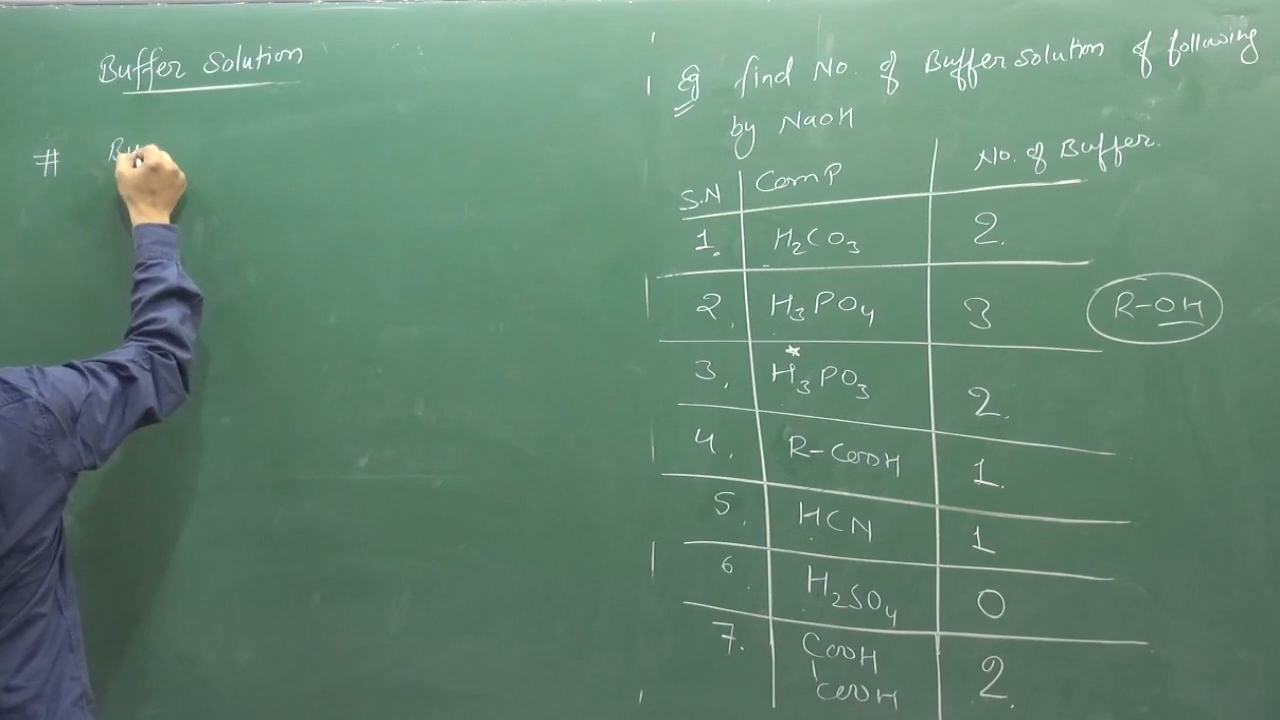 Buffer Solution
# Bu
Eg find No. of Buffer Solution of following
by NaOH
S.N Comp No. of Buffer.
1. H₂CO₃ 2.
2. H₃PO₄ 3
R-OH
*
3. H₃PO₃ 2.
4. R-COOH 1.
5. HCN 1
6. H₂SO₄ 0
7. COOH 2.
|
COOH